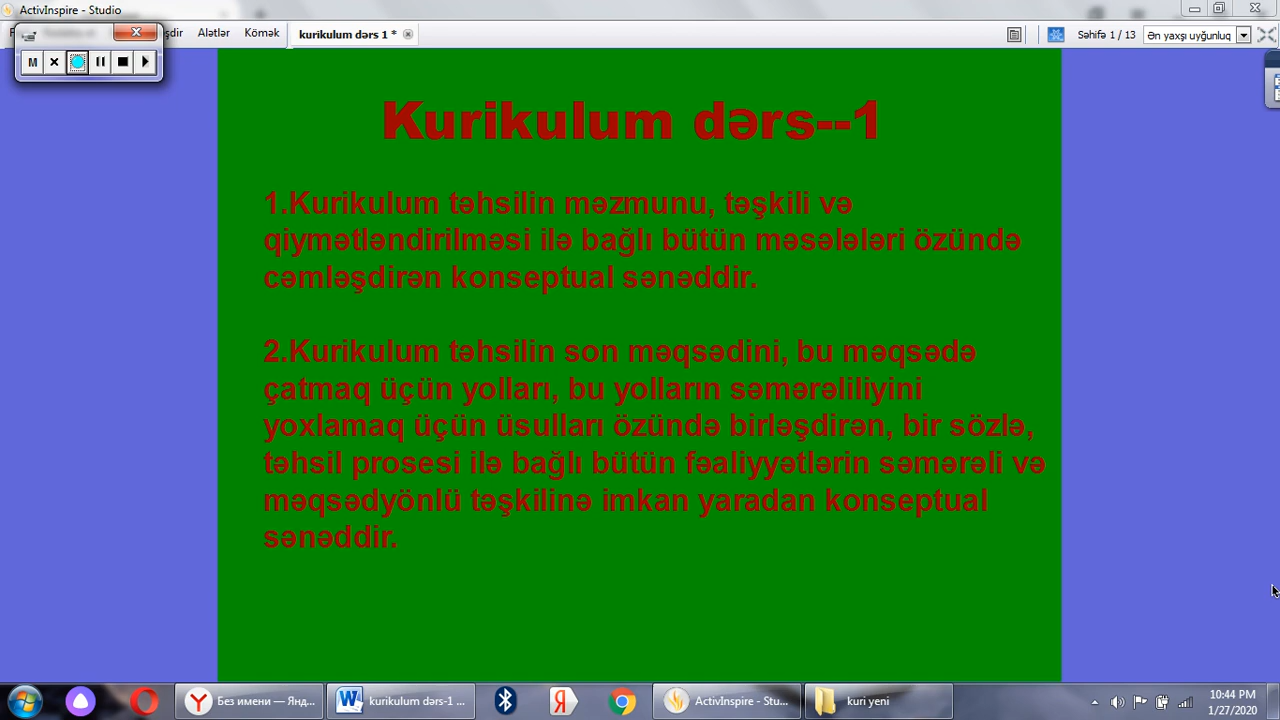 ActivInspire - Studio
şdir Alətlər Kömək kurikulum dərs 1 * Səhifə 1 / 13 Ən yaxşı uyğunluq
M
Kurikulum dərs--1
1.Kurikulum təhsilin məzmunu, təşkili və
qiymətləndirilməsi ilə bağlı bütün məsələləri özündə
cəmləşdirən konseptual sənəddir.
2.Kurikulum təhsilin son məqsədini, bu məqsədə
çatmaq üçün yolları, bu yolların səmərəliliyini
yoxlamaq üçün üsulları özündə birləşdirən, bir sözlə,
təhsil prosesi ilə bağlı bütün fəaliyyətlərin səmərəli və
məqsədyönlü təşkilinə imkan yaradan konseptual
sənəddir.
Без имени — Янд... kurikulum dərs-1 ... ActivInspire - Stu... kuri yeni
10:44 PM
1/27/2020